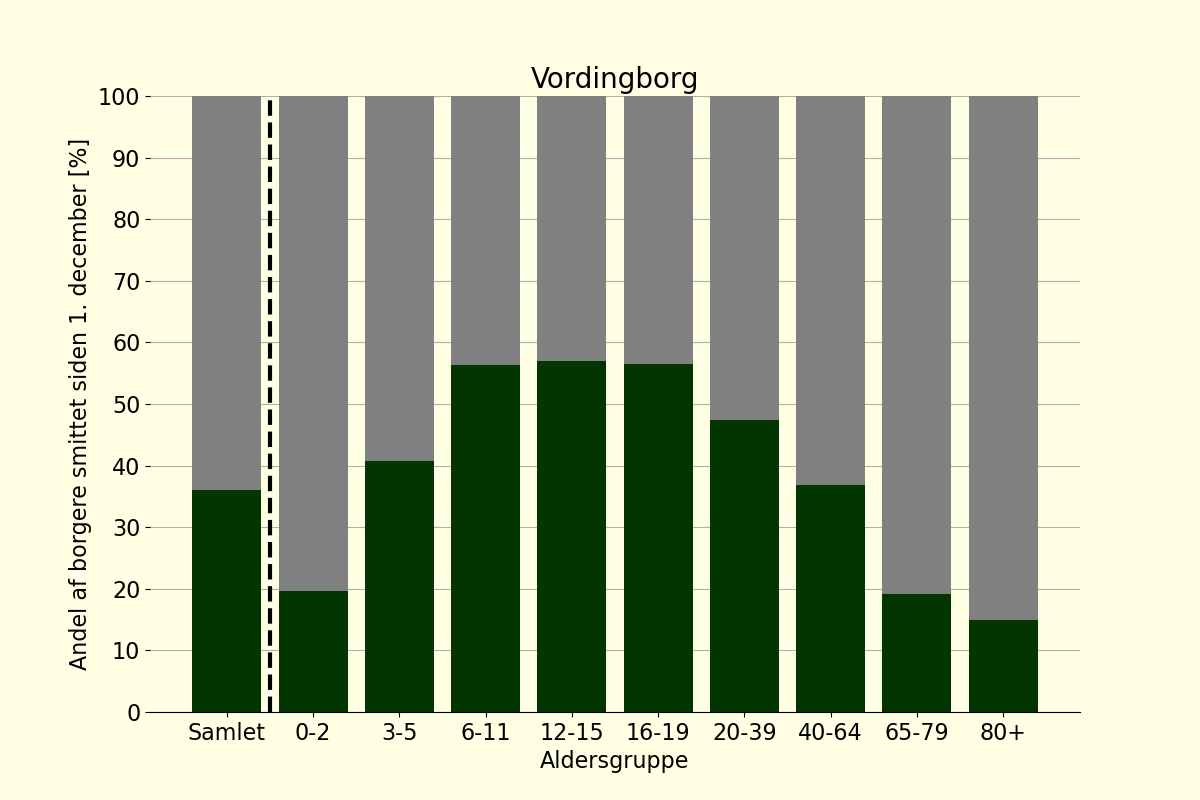 Vordingborg
Andel af borgere smittet siden 1. december [%]
100
90
80
70
60
50
40
30
20
10
0
Samlet 0-2 3-5 6-11 12-15 16-19 20-39 40-64 65-79 80+
Aldersgruppe